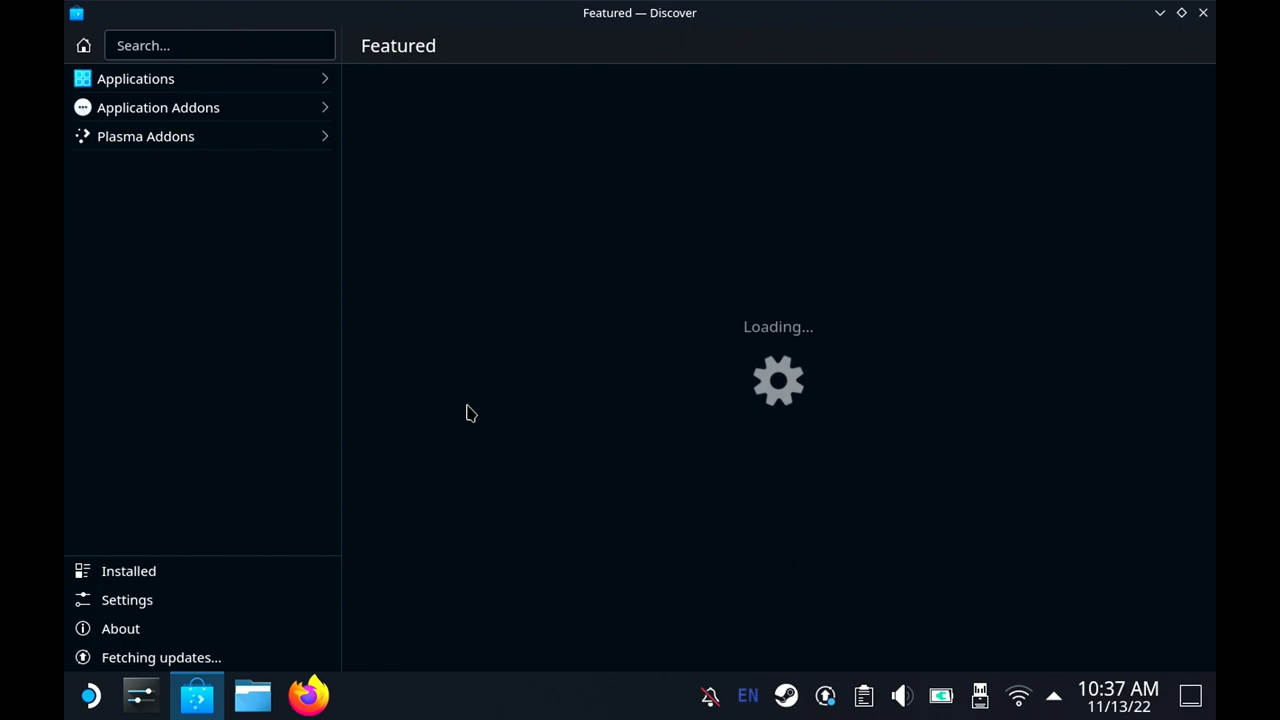 Featured — Discover
Search...
Featured
Applications
Application Addons
Plasma Addons
Loading...
Installed
Settings
About
Fetching updates...
EN
10:37 AM
11/13/22